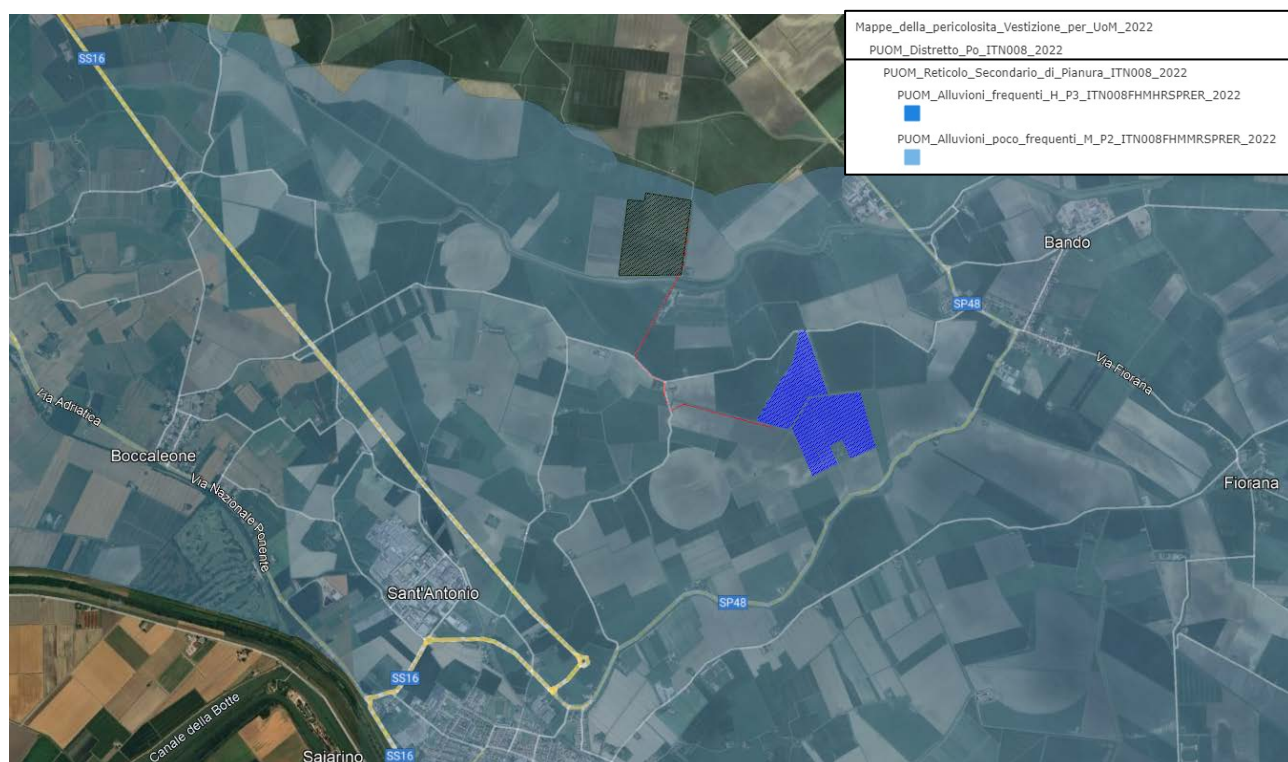 Mappe_della_pericolosita_Vestizione_per_UoM_2022
PUOM_Distretto_Po_ITN008_2022
PUOM_Reticolo_Secondario_di_Pianura_ITN008_2022
PUOM_Alluvioni_frequenti_H_P3_ITN008FHMHRSPRER_2022
PUOM_Alluvioni_poco_frequenti_M_P2_ITN008FHMMRSPRER_2022
SS16
Bando
SP48
Via Fiorana
Via Adriatica
Boccaleone
Via Nazionale Ponente
Fiorana
Sant'Antonio
SP48
SS16
Canale della Botte
Saiarino
SS16